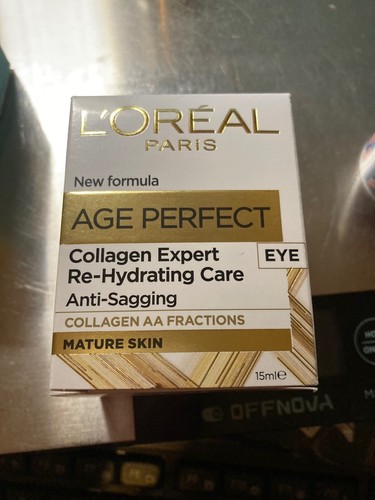 L'ORÉAL
PARIS
New formula
AGE PERFECT
Collagen Expert
EYE
Re-Hydrating Care
Anti-Sagging
COLLAGEN AA FRACTIONS
MATURE SKIN
15ml℮
OFFNOVA